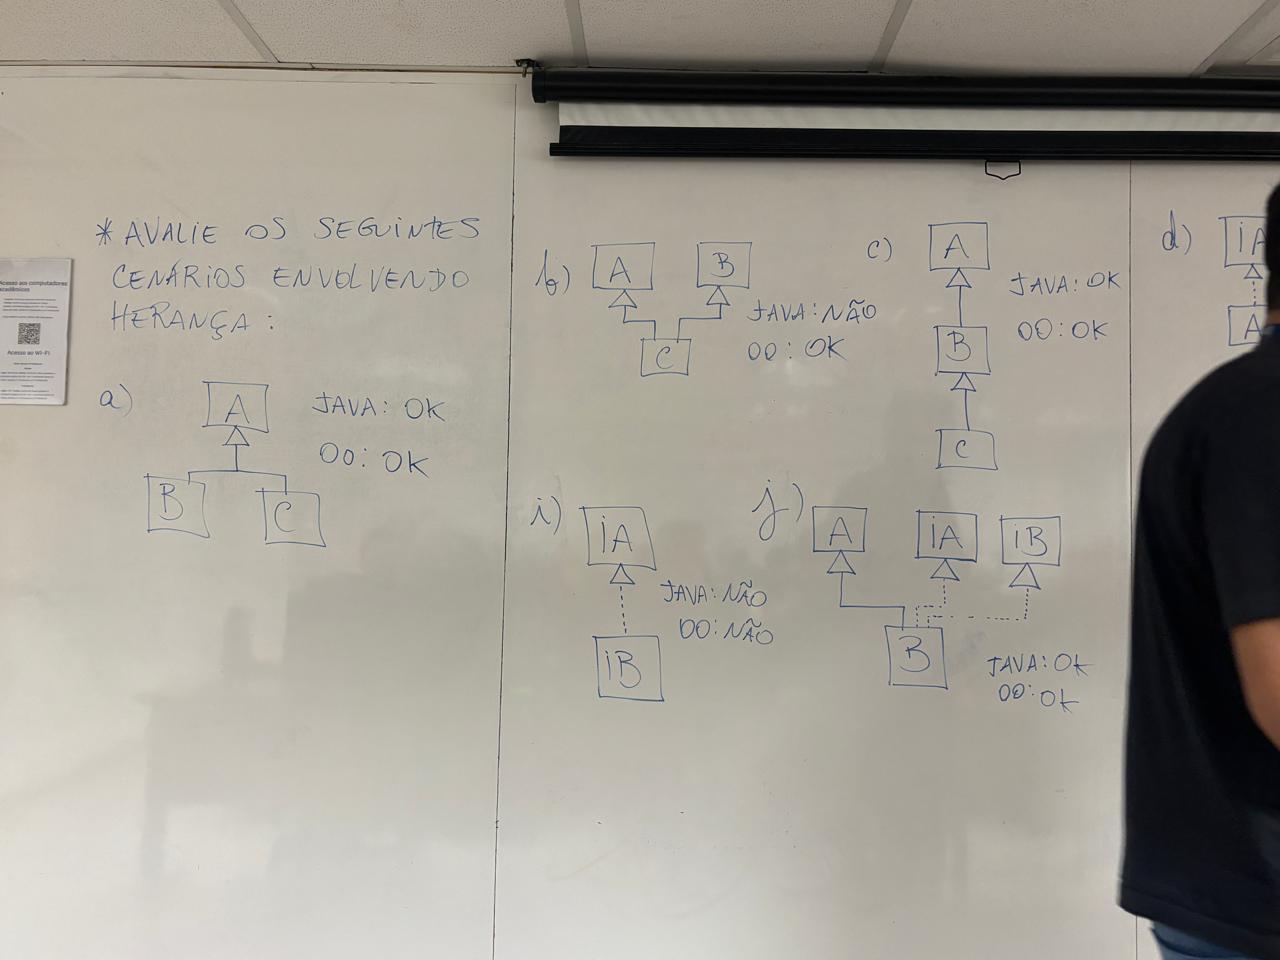 * AVALIE OS SEGUINTES
CENÁRIOS ENVOLVENDO
HERANÇA:
a)
A
B
C
JAVA: OK
OO: OK
b)
A
B
C
JAVA: NÃO
OO: OK
c)
A
B
C
JAVA: OK
OO: OK
d)
iA
A
i)
iA
iB
JAVA: NÃO
OO: NÃO
j)
A
iA
iB
B
JAVA: OK
OO: OK
Acesso aos computadores
acadêmicos
Acesso ao Wi-Fi